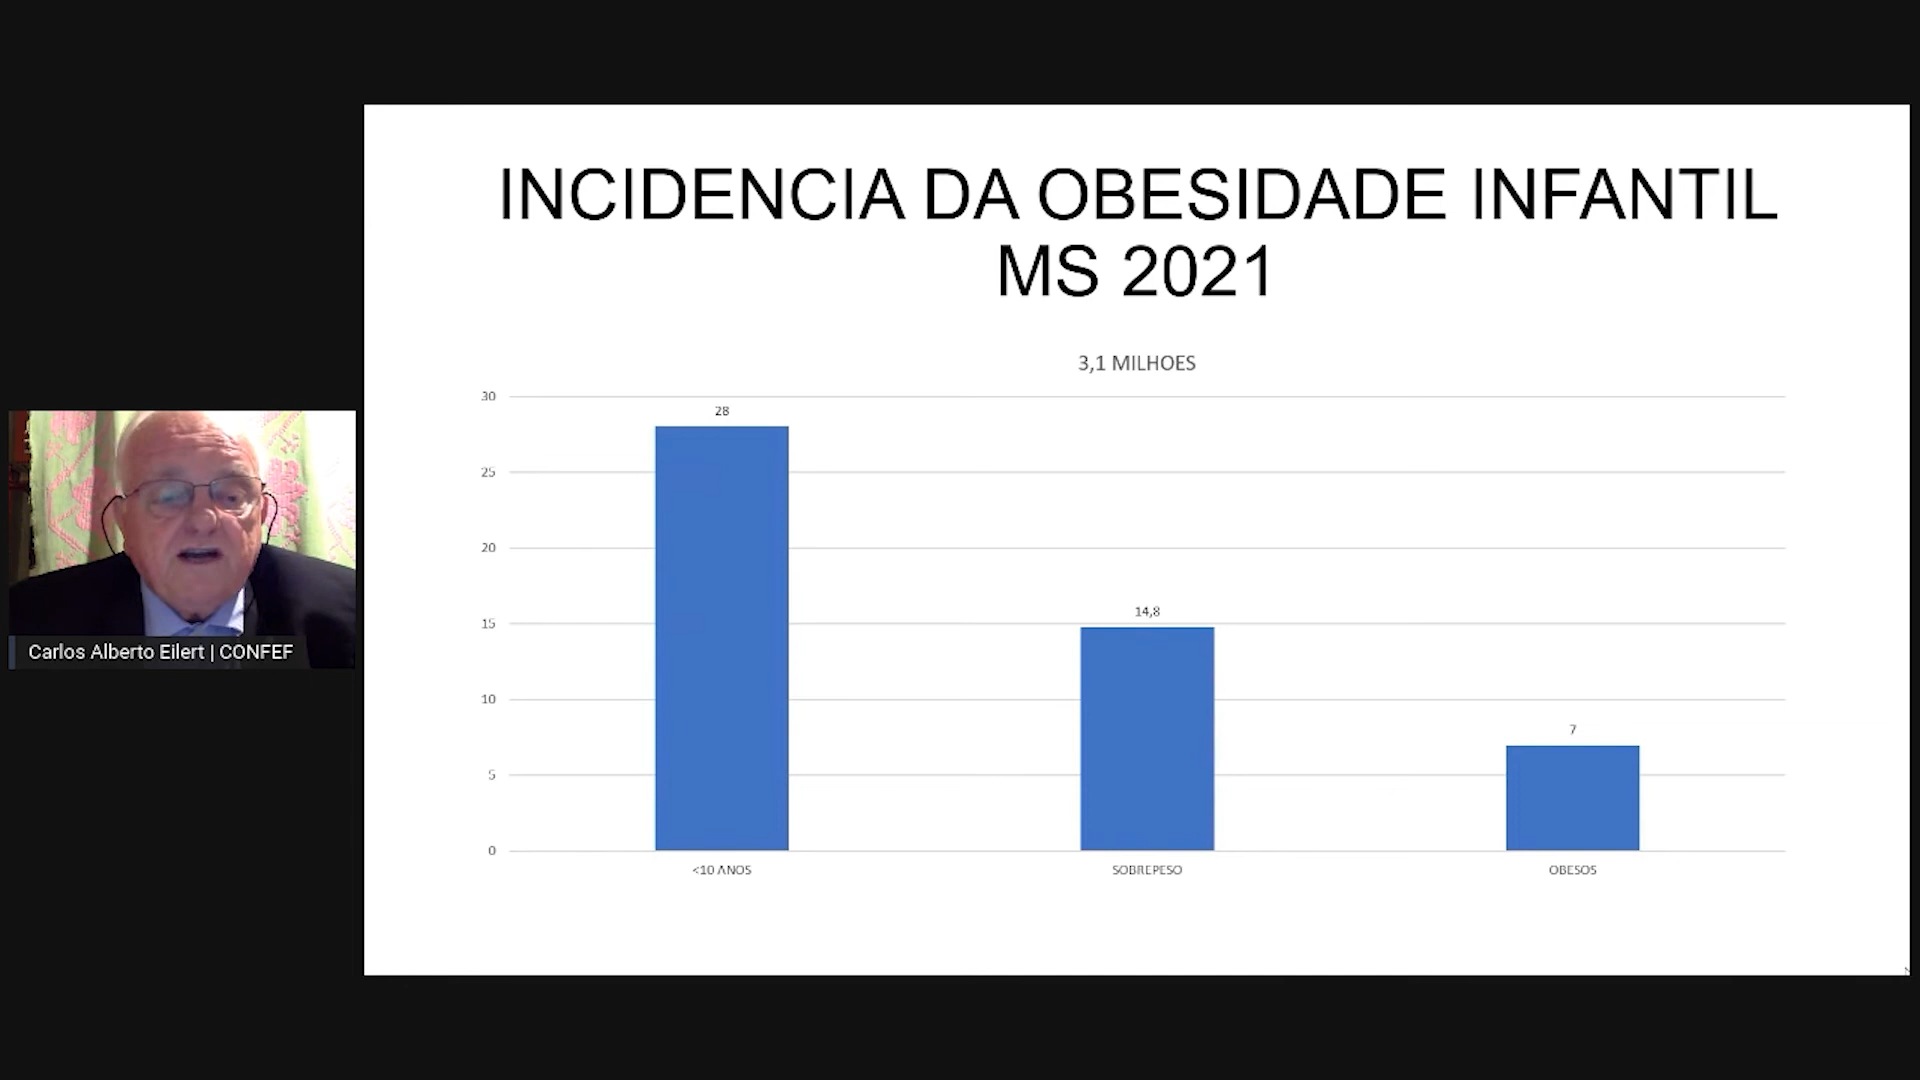 INCIDENCIA DA OBESIDADE INFANTIL
MS 2021
3,1 MILHOES
30
25
20
15
10
5
0
28
14,8
7
<10 ANOS
SOBREPESO
OBESOS
Carlos Alberto Eilert | CONFEF